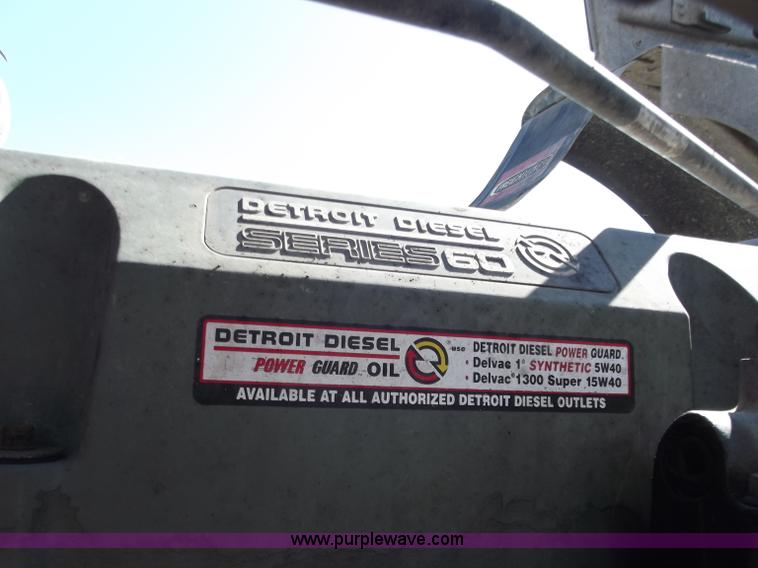 DETROIT DIESEL
SERIES 60
DETROIT DIESEL
POWER GUARD OIL
USE DETROIT DIESEL POWER GUARD.
• Delvac 1® SYNTHETIC 5W40
• Delvac® 1300 Super 15W40
AVAILABLE AT ALL AUTHORIZED DETROIT DIESEL OUTLETS
www.purplewave.com